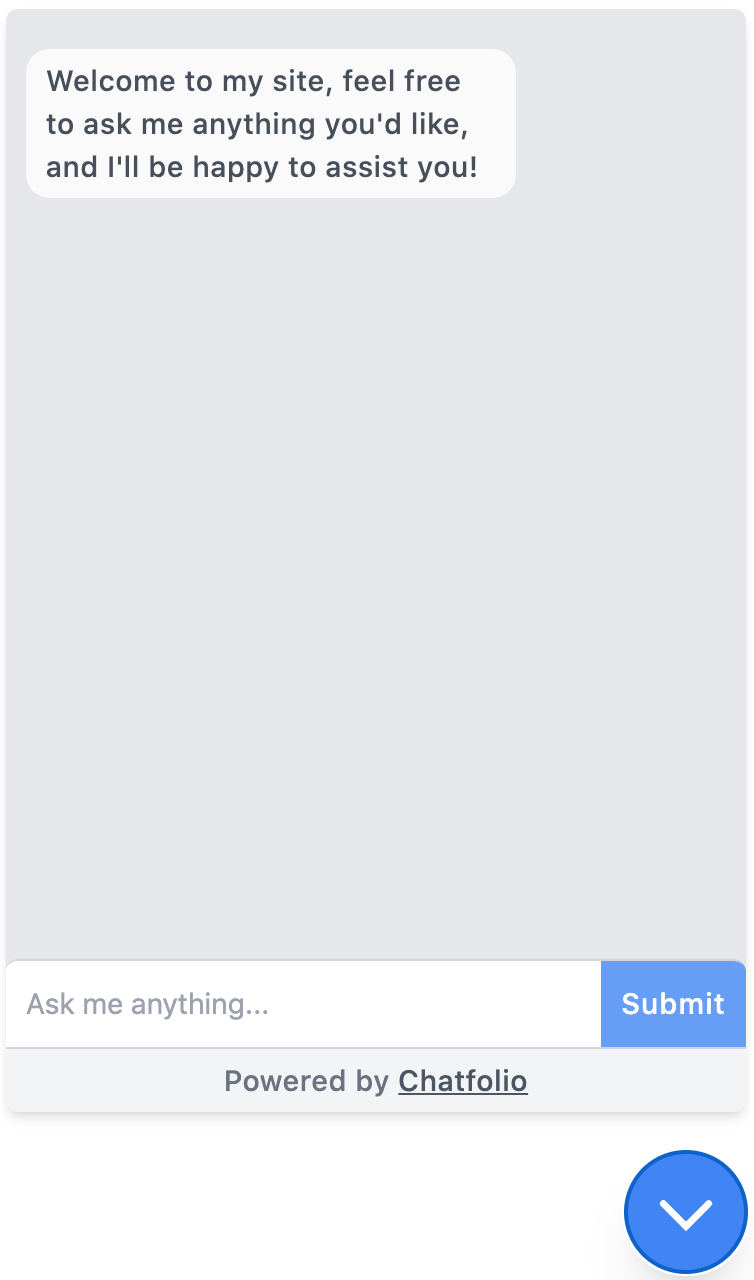 Welcome to my site, feel free
to ask me anything you'd like,
and I'll be happy to assist you!
Ask me anything...
Submit
Powered by Chatfolio